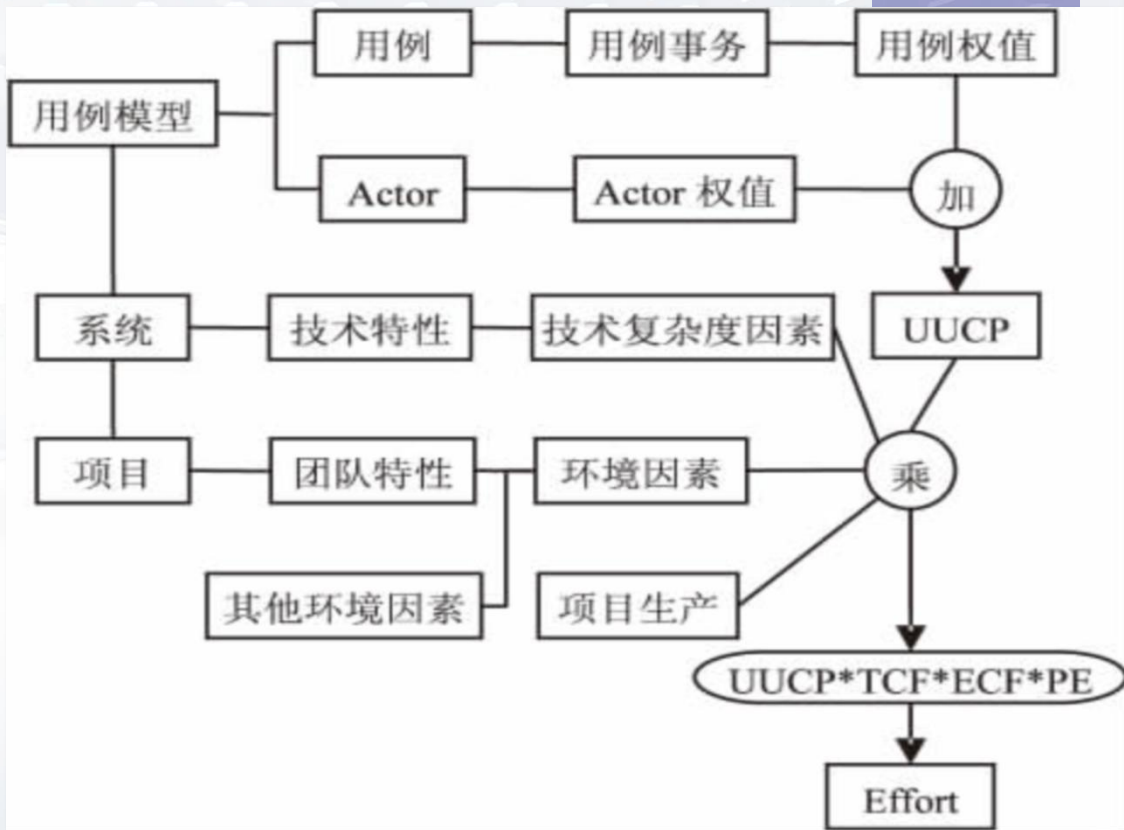 用例
用例事务
用例权值
用例模型
Actor
Actor 权值
加
系统
技术特性
技术复杂度因素
UUCP
项目
团队特性
环境因素
乘
其他环境因素
项目生产
UUCP*TCF*ECF*PE
Effort